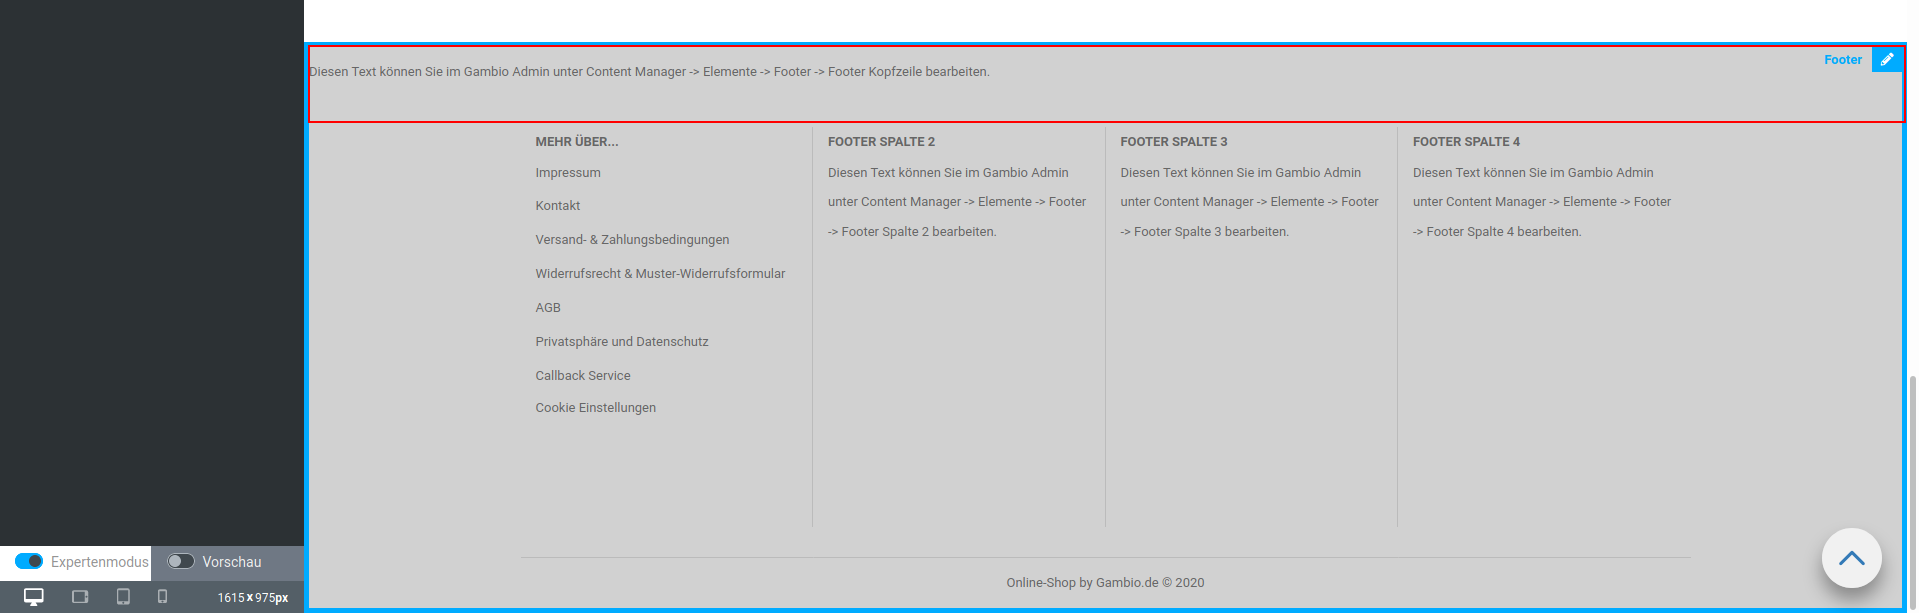 Footer
Diesen Text können Sie im Gambio Admin unter Content Manager -> Elemente -> Footer -> Footer Kopfzeile bearbeiten.
MEHR ÜBER...
Impressum
Kontakt
Versand- & Zahlungsbedingungen
Widerrufsrecht & Muster-Widerrufsformular
AGB
Privatsphäre und Datenschutz
Callback Service
Cookie Einstellungen
FOOTER SPALTE 2
Diesen Text können Sie im Gambio Admin
unter Content Manager -> Elemente -> Footer
-> Footer Spalte 2 bearbeiten.
FOOTER SPALTE 3
Diesen Text können Sie im Gambio Admin
unter Content Manager -> Elemente -> Footer
-> Footer Spalte 3 bearbeiten.
FOOTER SPALTE 4
Diesen Text können Sie im Gambio Admin
unter Content Manager -> Elemente -> Footer
-> Footer Spalte 4 bearbeiten.
Online-Shop by Gambio.de © 2020
Expertenmodus
Vorschau
1615 x 975px